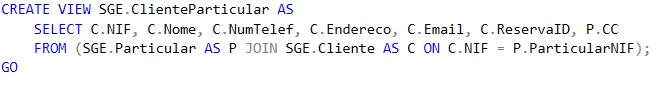 CREATE VIEW SGE.ClienteParticular AS
    SELECT C.NIF, C.Nome, C.NumTelef, C.Endereco, C.Email, C.ReservaID, P.CC
    FROM (SGE.Particular AS P JOIN SGE.Cliente AS C ON C.NIF = P.ParticularNIF);
GO